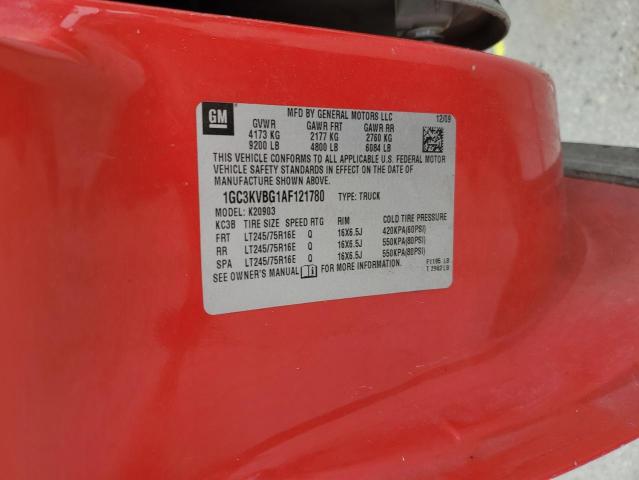 GM
MFD BY GENERAL MOTORS LLC 12/09
GVWR GAWR FRT GAWR RR
4173 KG 2177 KG 2760 KG
9200 LB 4800 LB 6084 LB
THIS VEHICLE CONFORMS TO ALL APPLICABLE U.S. FEDERAL MOTOR
VEHICLE SAFETY STANDARDS IN EFFECT ON THE DATE OF
MANUFACTURE SHOWN ABOVE.
1GC3KVBG1AF121780 TYPE: TRUCK
MODEL: K20903
KC3B TIRE SIZE SPEED RTG RIM COLD TIRE PRESSURE
FRT LT245/75R16E Q 16X6.5J 420KPA(60PSI)
RR LT245/75R16E Q 16X6.5J 550KPA(80PSI)
SPA LT245/75R16E Q 16X6.5J 550KPA(80PSI)
SEE OWNER'S MANUAL FOR MORE INFORMATION.